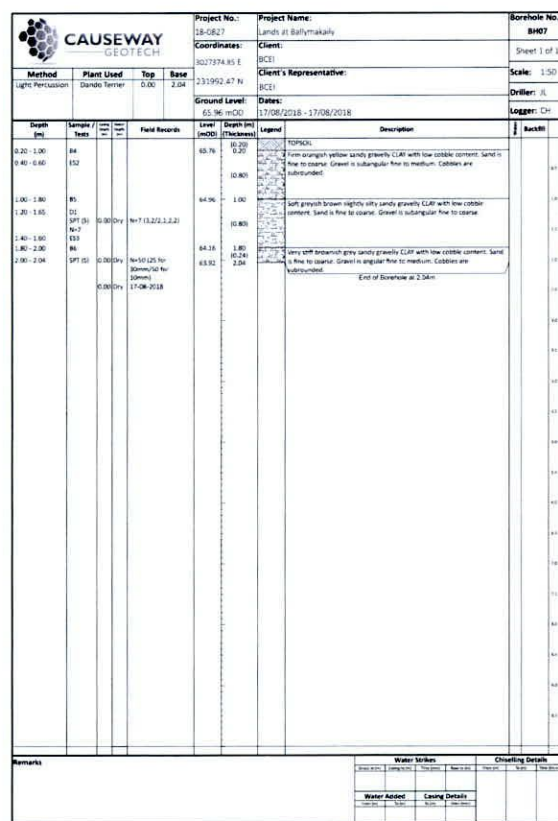 CAUSEWAY
GEOTECH
Project No.:
18-0827
Project Name:
Lands at Ballymakaily
Borehole No.
BH07
Coordinates:
3027374.85 E
231992.47 N
Client:
BCEI
Sheet 1 of 1
Client's Representative:
BCEI
Scale: 1:50
Driller: JL
Method Plant Used Top Base
Light Percussion Dando Terrier 0.00 2.04
Ground Level:
65.96 mOD
Dates:
17/08/2018 - 17/08/2018
Logger: CH
Depth (m) Sample / Tests Field Records Level (mOD) Depth (m) (Thickness) Legend Description Backfill
(0.20) TOPSOIL
0.20 - 1.00 B4 65.76 0.20 Firm orangish yellow sandy gravelly CLAY with low cobble content. Sand is
0.40 - 0.60 ES2 fine to coarse. Gravel is subangular fine to medium. Cobbles are
(0.80) subrounded.
1.00 - 1.80 B5 64.96 1.00 Soft greyish brown slightly silty sandy gravelly CLAY with low cobble
1.20 - 1.65 D1 content. Sand is fine to coarse. Gravel is subangular fine to coarse
SPT (S) 0.00 Dry N=7 (3,2/2,1,2,2) (0.80)
N=7
1.40 - 1.60 ES3
1.80 - 2.00 B6 64.16 1.80 Very stiff brownish grey sandy gravelly CLAY with low cobble content. Sand
(0.24) is fine to coarse. Gravel is angular fine to medium. Cobbles are
2.00 - 2.04 SPT (S) 0.00 Dry N=50 (25 for 63.92 2.04 subrounded.
30mm/50 for
10mm)
End of Borehole at 2.04m
0.00 Dry 17-08-2018
Remarks
Water Strikes Chiselling Details
Water Added Casing Details